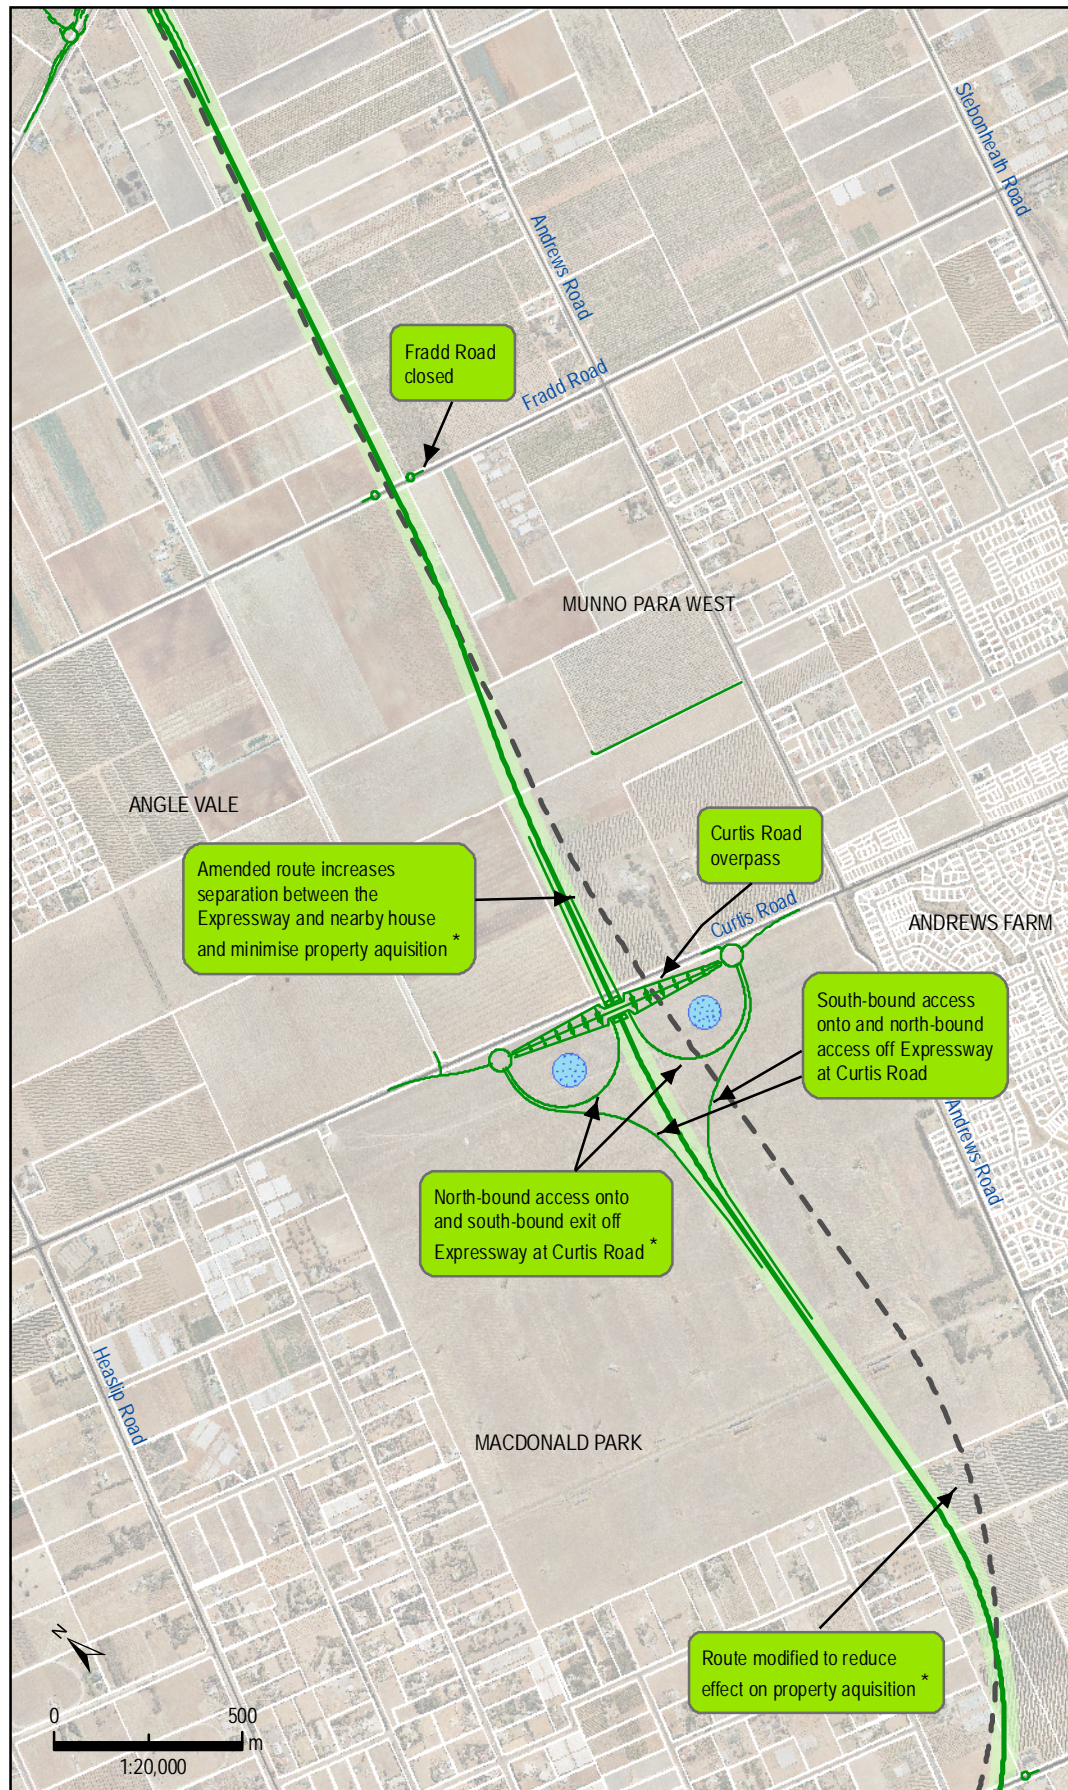 Stebonheath Road
Andrews Road
Fradd Road
closed
Fradd Road
MUNNO PARA WEST
ANGLE VALE
Curtis Road
overpass
Amended route increases
separation between the
Expressway and nearby house
and minimise property aquisition *
Curtis Road
ANDREWS FARM
South-bound access
onto and north-bound
access off Expressway
at Curtis Road
Andrews Road
North-bound access onto
and south-bound exit off
Expressway at Curtis Road *
Heaslip Road
MACDONALD PARK
Route modified to reduce
effect on property aquisition *
N
0 500
m
1:20,000